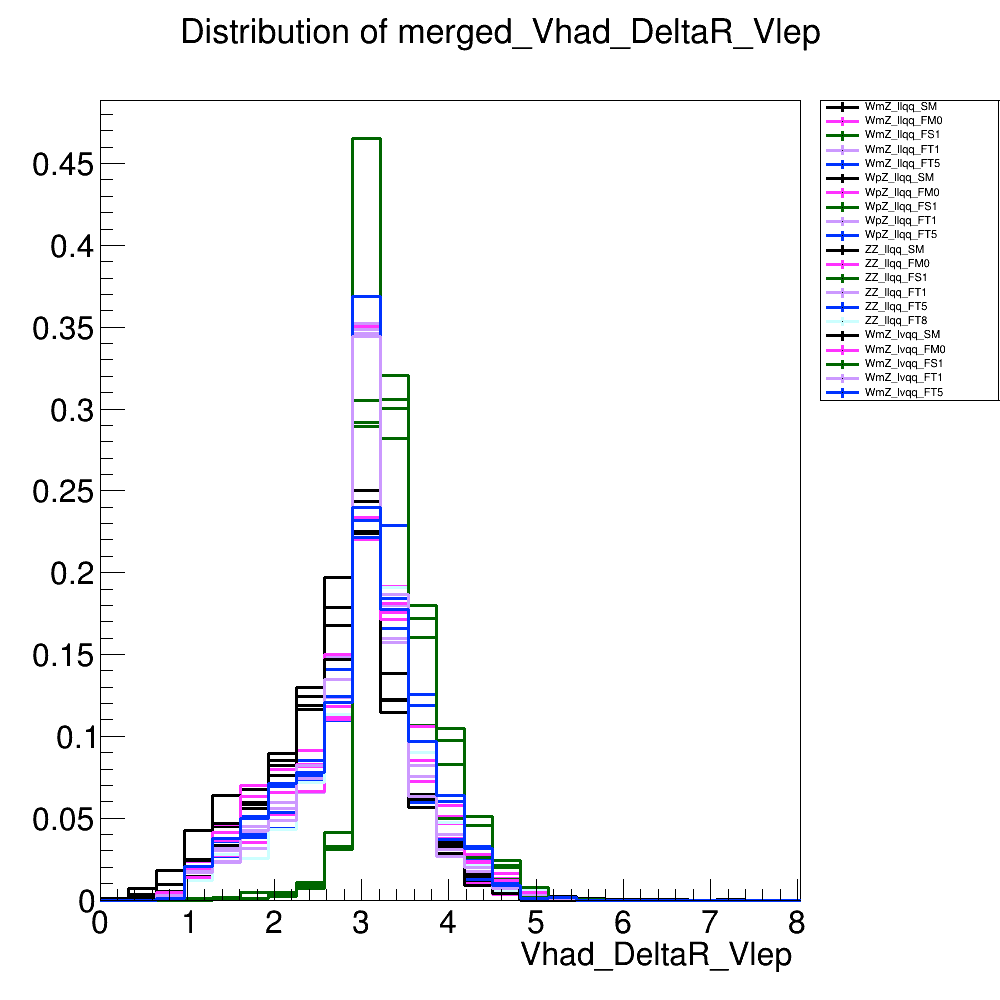 Distribution of merged_Vhad_DeltaR_Vlep
WmZ_llqq_SM
WmZ_llqq_FM0
WmZ_llqq_FS1
WmZ_llqq_FT1
WmZ_llqq_FT5
WpZ_llqq_SM
WpZ_llqq_FM0
WpZ_llqq_FS1
WpZ_llqq_FT1
WpZ_llqq_FT5
ZZ_llqq_SM
ZZ_llqq_FM0
ZZ_llqq_FS1
ZZ_llqq_FT1
ZZ_llqq_FT5
ZZ_llqq_FT8
WmZ_lvqq_SM
WmZ_lvqq_FM0
WmZ_lvqq_FS1
WmZ_lvqq_FT1
WmZ_lvqq_FT5
0.45
0.4
0.35
0.3
0.25
0.2
0.15
0.1
0.05
0
0 1 2 3 4 5 6 7 8
Vhad_DeltaR_Vlep